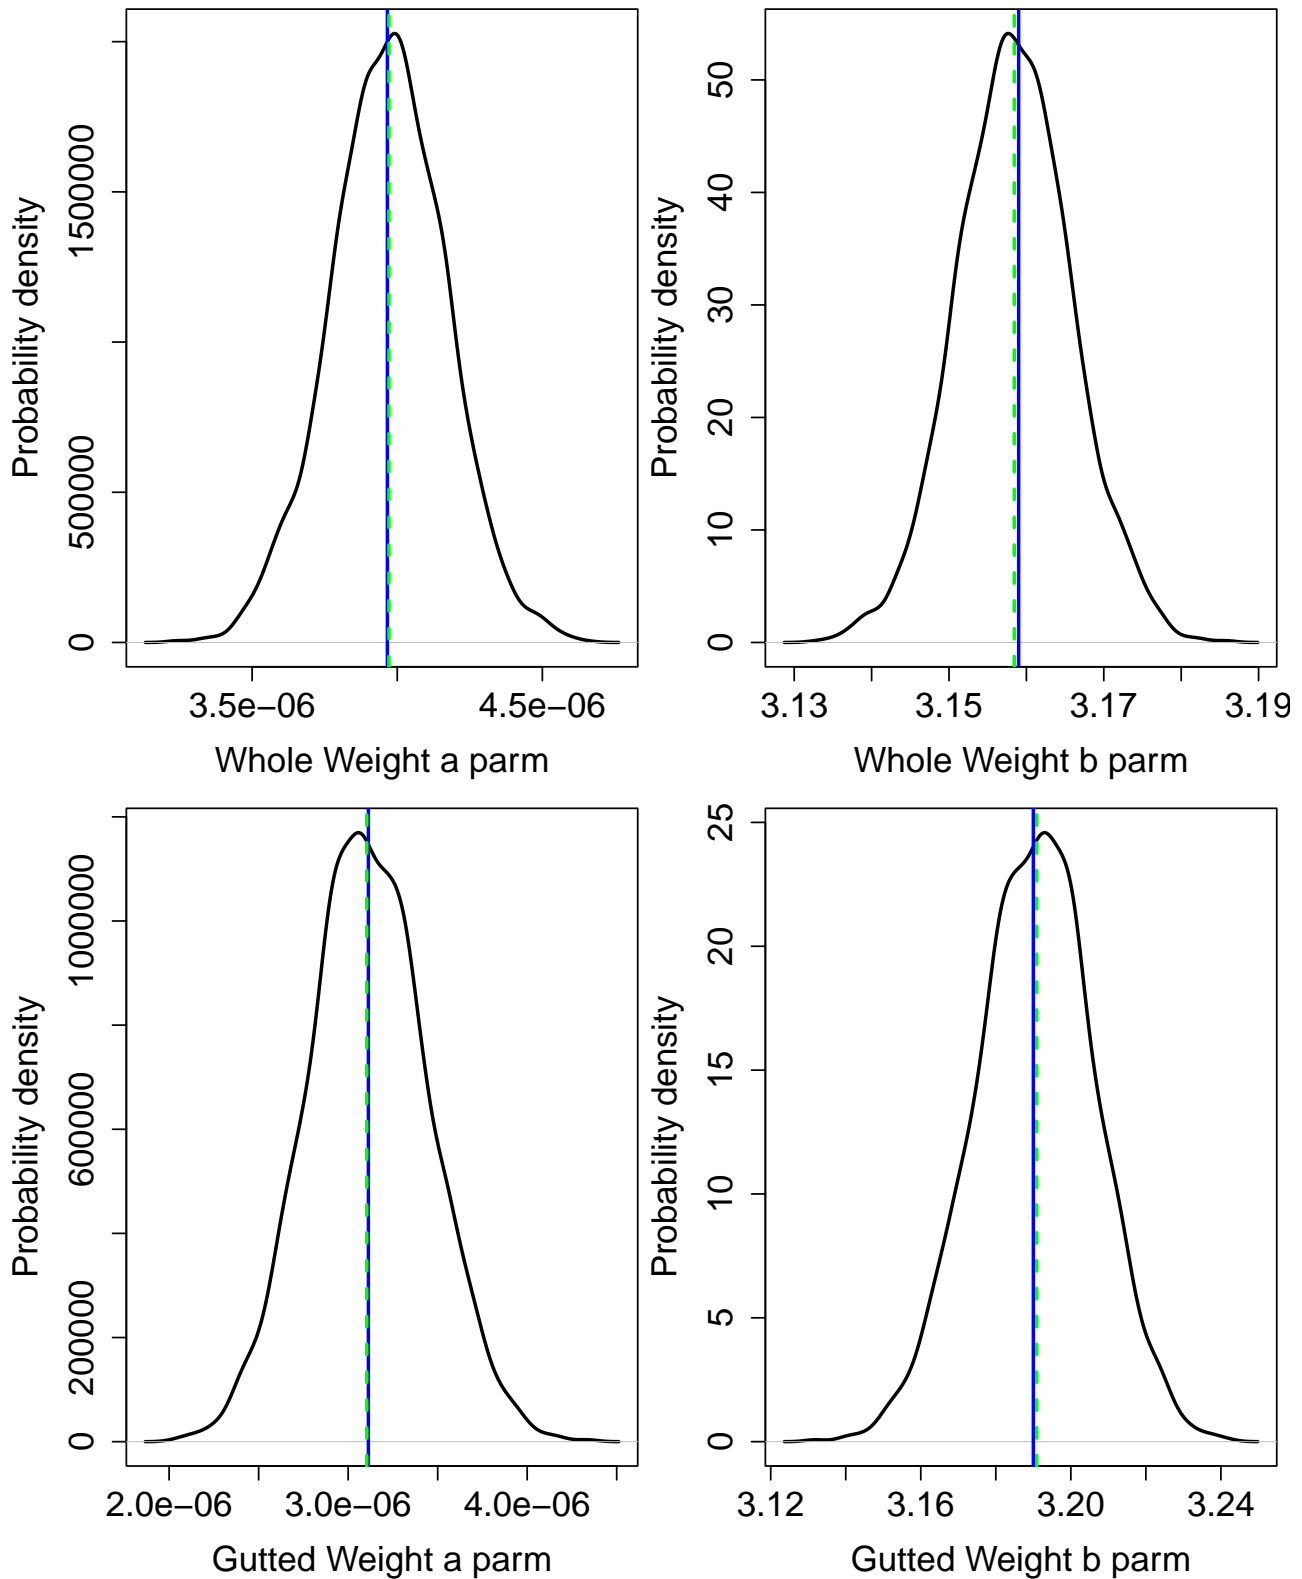 Probability density
0
500000
1500000
3.5e−06 4.5e−06
Whole Weight a parm
Probability density
0
10
20
30
40
50
3.13 3.15 3.17 3.19
Whole Weight b parm
Probability density
0
200000
600000
1000000
2.0e−06 3.0e−06 4.0e−06
Gutted Weight a parm
Probability density
0
5
10
15
20
25
3.12 3.16 3.20 3.24
Gutted Weight b parm